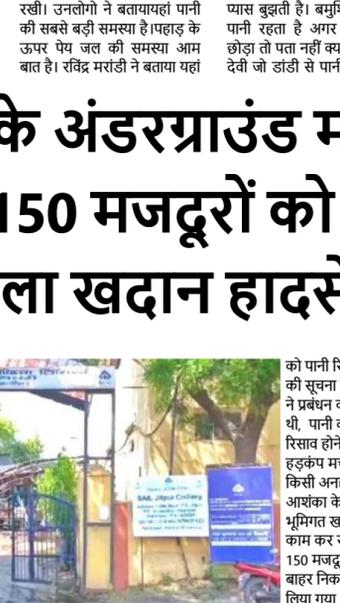 रखी। उनलोगो ने बतायायहां पानी
की सबसे बड़ी समस्या है।पहाड़ के
ऊपर पेय जल की समस्या आम
बात है। रविंद्र मरांडी ने बताया यहां
प्यास बुझती है। बमुशि
पानी रहता है अगर
छोड़ा तो पता नहीं क्य
देवी जो डांडी से पानी
के अंडरग्राउंड म
150 मजदूरों को
ला खदान हादसे
SAIL Jitpur Colliery
को पानी रि
की सूचना
ने प्रबंधन क
थी, पानी क
रिसाव होने
हड़कंप मच
किसी अनह
आशंका के
भूमिगत ख
काम कर र
150 मजदू
बाहर निक
लिया गया